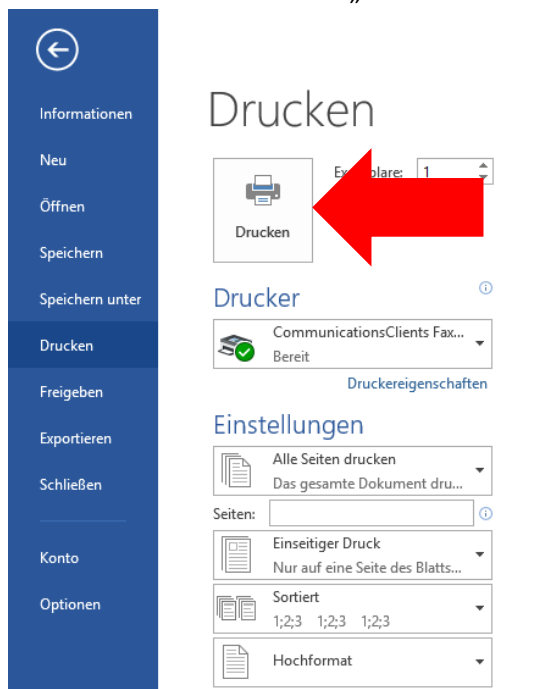 „
Informationen
Neu
Öffnen
Speichern
Speichern unter
Drucken
Freigeben
Exportieren
Schließen
Konto
Optionen
Drucken
1
Drucken
Drucker
CommunicationsClients Fax...
Bereit
Druckereigenschaften
Einstellungen
Alle Seiten drucken
Das gesamte Dokument dru...
Seiten:
Einseitiger Druck
Nur auf eine Seite des Blatts...
Sortiert
1;2;3 1;2;3 1;2;3
Hochformat